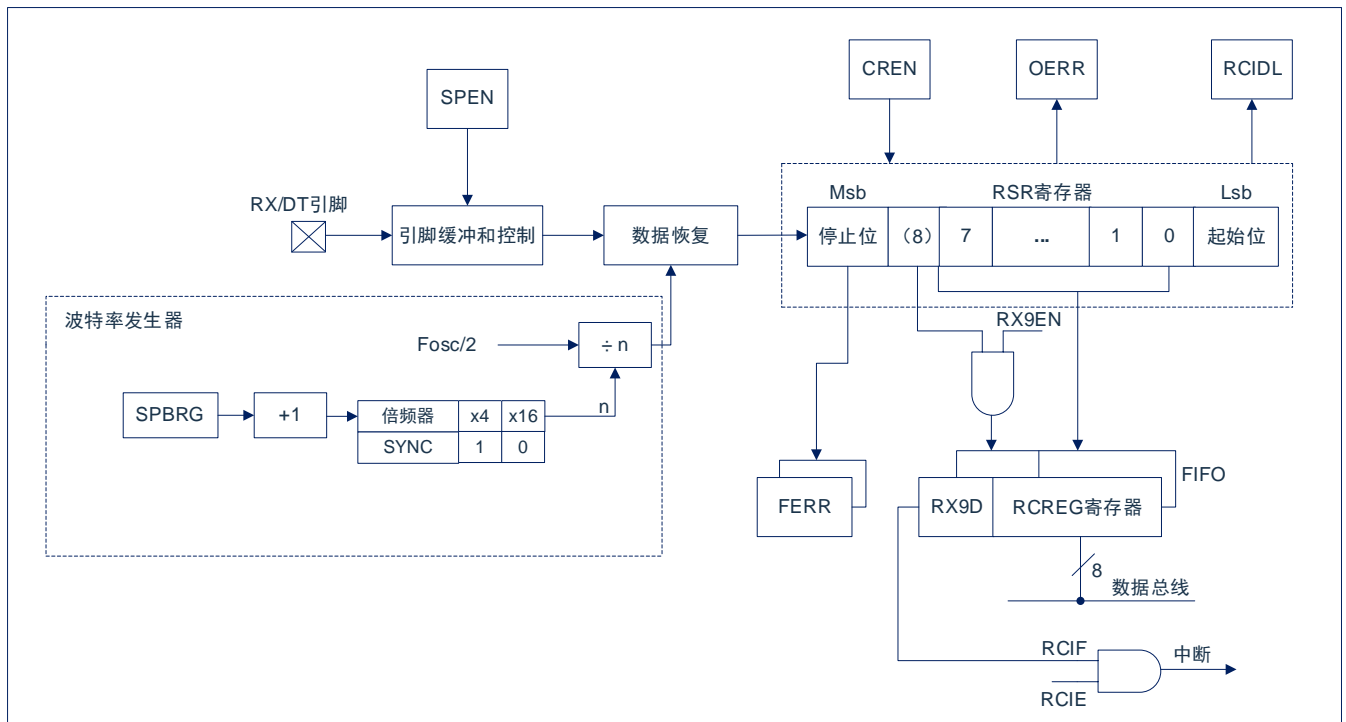 CREN
OERR
RCIDL
SPEN
Msb
RSR寄存器
Lsb
RX/DT引脚
引脚缓冲和控制
数据恢复
停止位
（8）
7
...
1
0
起始位
波特率发生器
RX9EN
Fosc/2
÷ n
SPBRG
+1
倍频器
x4
x16
n
SYNC
1
0
FIFO
FERR
RX9D
RCREG寄存器
8
数据总线
RCIF
中断
RCIE